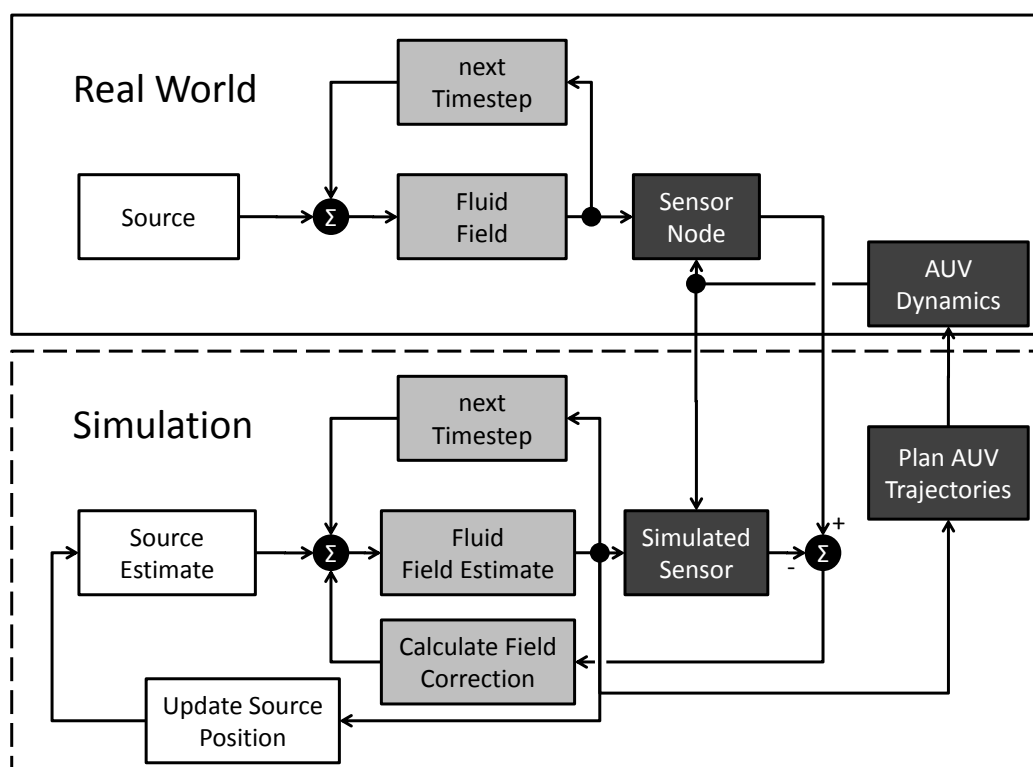 next
Timestep
Real World
Source
Σ
Fluid
Field
Sensor
Node
AUV
Dynamics
next
Timestep
Simulation
Plan AUV
Trajectories
Source
Estimate
Σ
Fluid
Field Estimate
Simulated
Sensor
+
Σ
-
Calculate Field
Correction
Update Source
Position